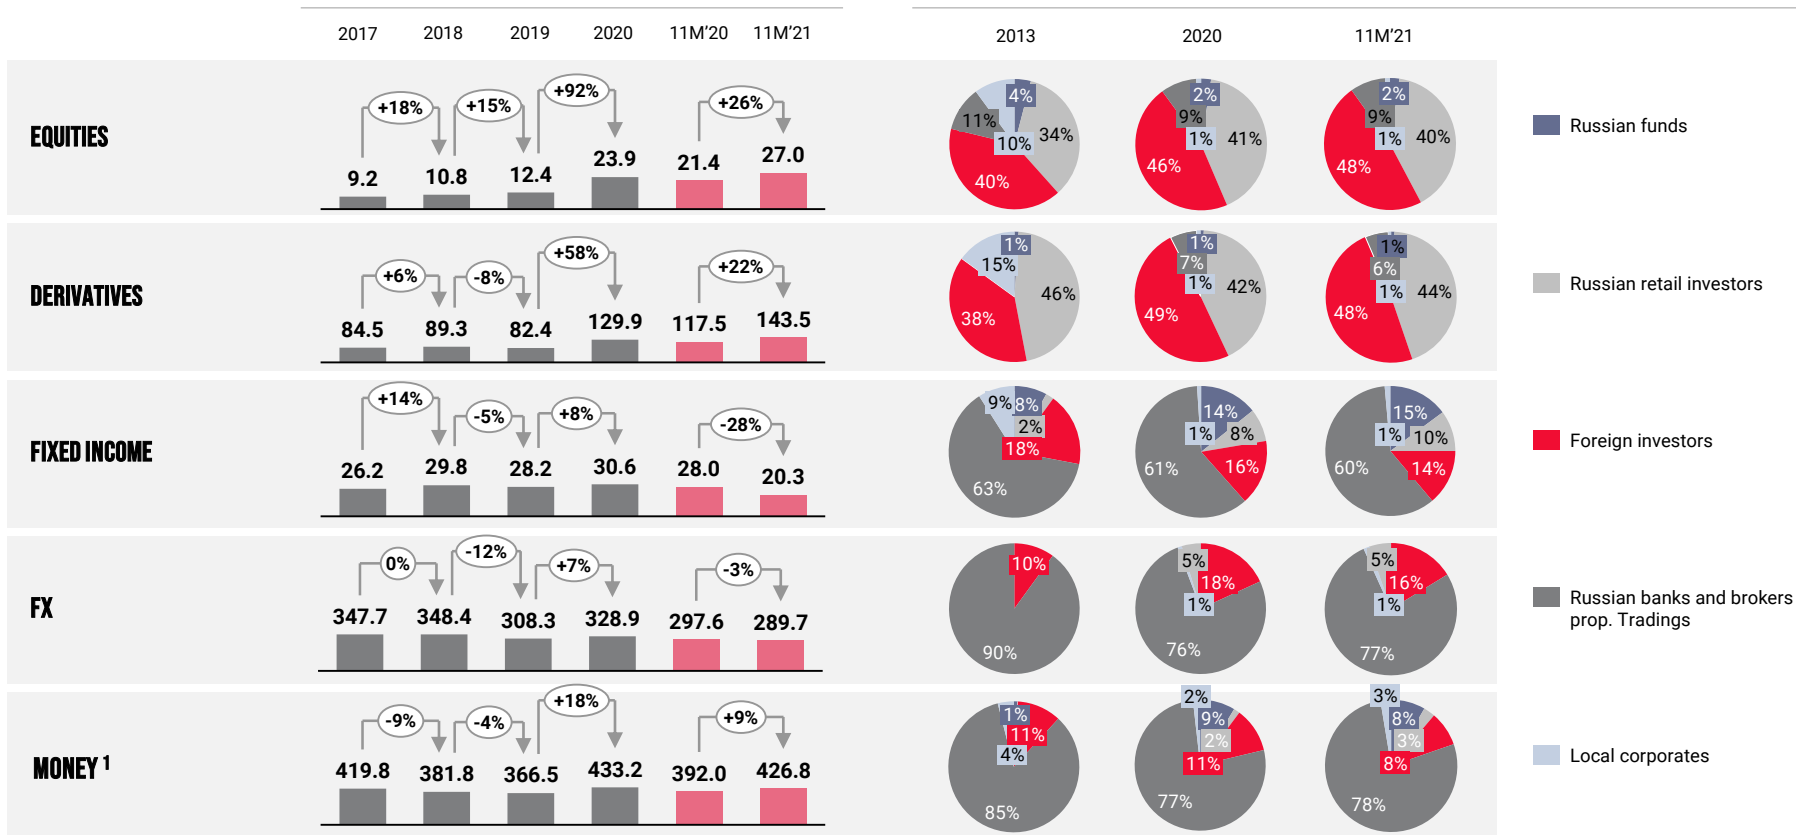 2017 2018 2019 2020 11M'20 11M'21 2013 2020 11M'21
EQUITIES
+18% +15% +92% +26%
9.2 10.8 12.4 23.9 21.4 27.0
4% 34% 40% 11% 10%
2% 41% 46% 9% 1%
2% 40% 48% 9% 1%
Russian funds
DERIVATIVES
+6% -8% +58% +22%
84.5 89.3 82.4 129.9 117.5 143.5
1% 46% 38% 15%
1% 42% 49% 7% 1%
1% 44% 48% 6% 1%
Russian retail investors
FIXED INCOME
+14% -5% +8% -28%
26.2 29.8 28.2 30.6 28.0 20.3
8% 2% 18% 63% 9%
14% 8% 16% 61% 1%
15% 10% 14% 60% 1%
Foreign investors
FX
0% -12% +7% -3%
347.7 348.4 308.3 328.9 297.6 289.7
10% 90%
5% 18% 1% 76%
5% 16% 1% 77%
Russian banks and brokers
prop. Tradings
MONEY 1
-9% -4% +18% +9%
419.8 381.8 366.5 433.2 392.0 426.8
1% 11% 4% 85%
2% 9% 2% 11% 77%
3% 8% 3% 8% 78%
Local corporates